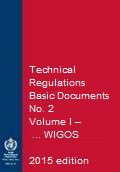 Technical
Regulations
Basic Documents
No. 2
Volume I –
... WIGOS
2015 edition